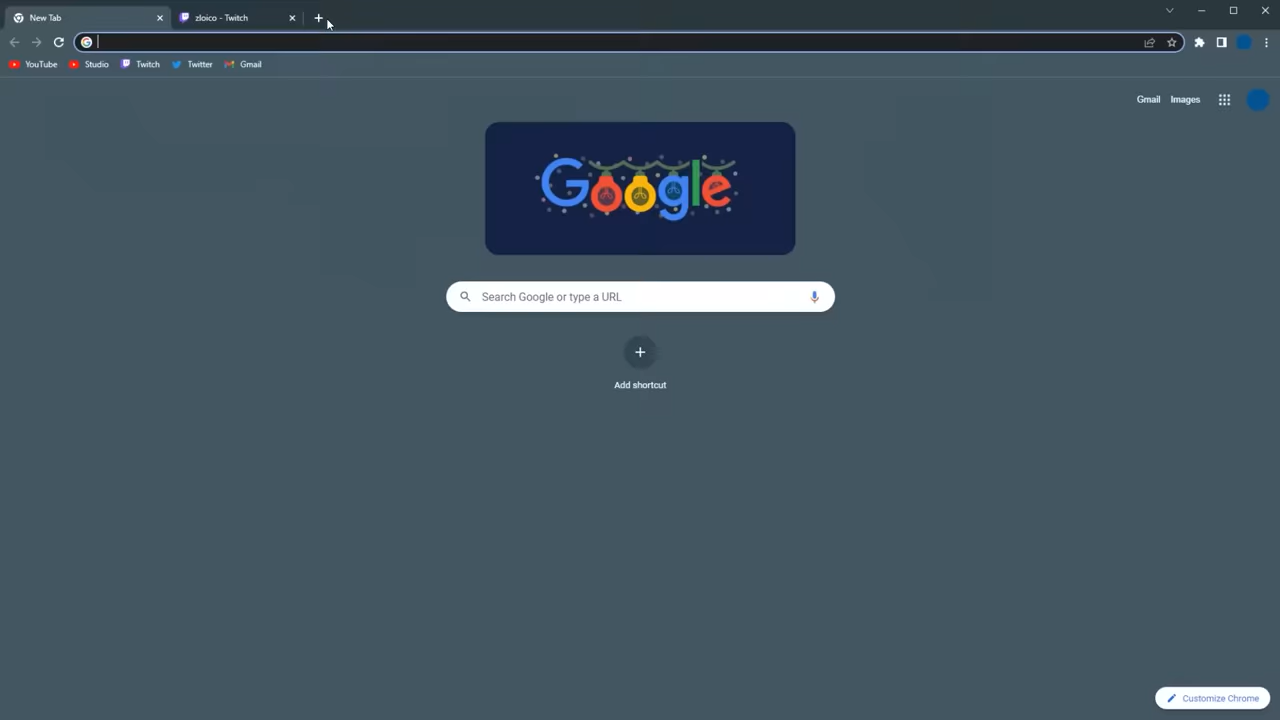 New Tab
zloico - Twitch
YouTube
Studio
Twitch
Twitter
Gmail
Gmail
Images
Google
Search Google or type a URL
Add shortcut
Customize Chrome